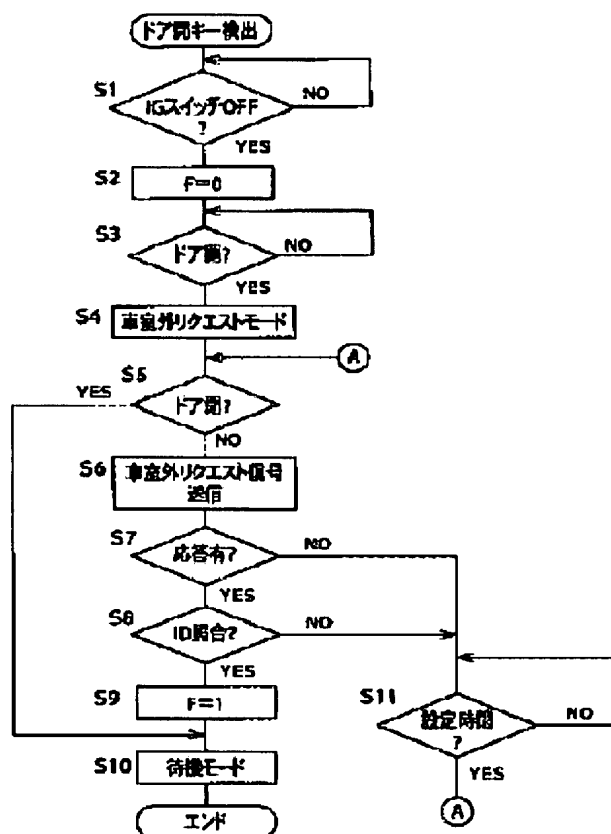 ドア開キー検出
S1
IGスイッチOFF
?
NO
YES
S2
F=0
S3
ドア開?
NO
YES
S4
車室外リクエストモード
A
S5
ドア閉?
YES
NO
S6
車室外リクエスト信号
送信
S7
応答有?
NO
YES
S8
ID照合?
NO
YES
S9
F=1
S11
設定時間
?
NO
YES
S10
待機モード
A
エンド